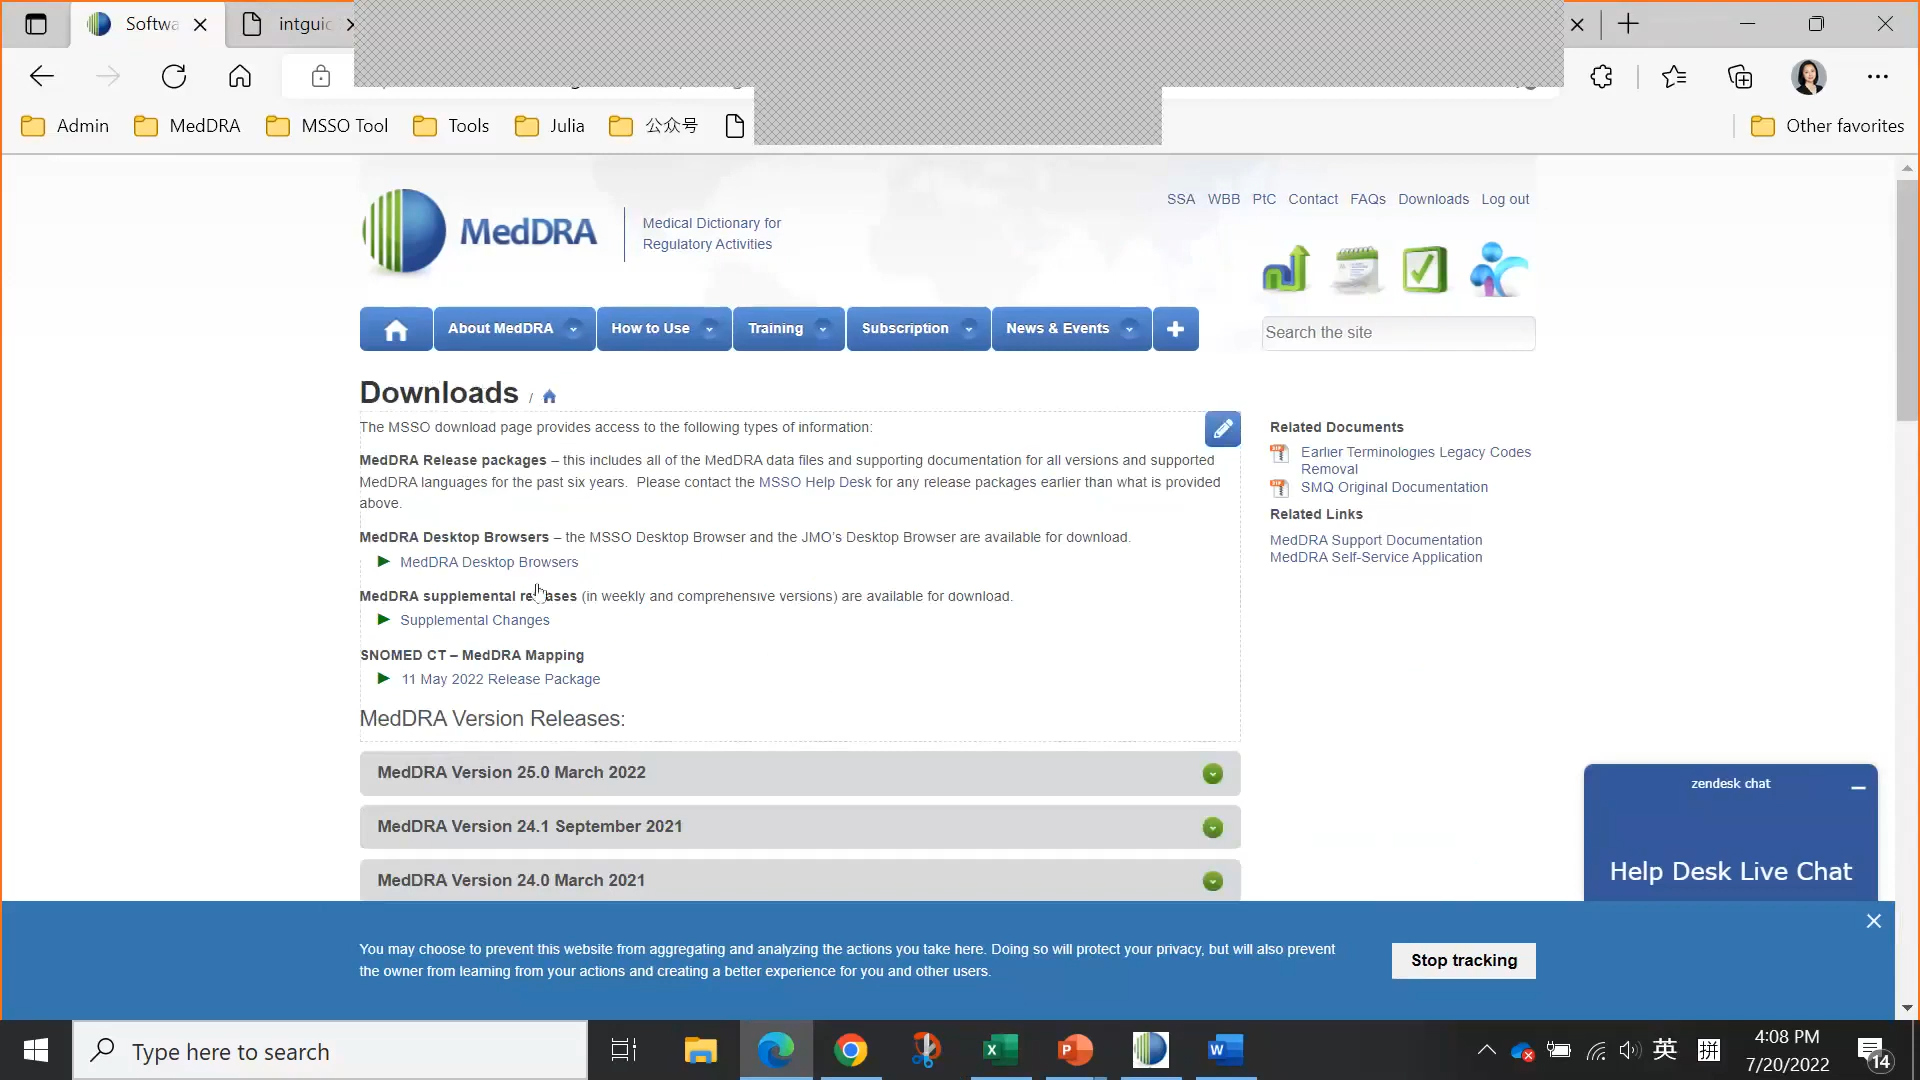 Softwa
intguid
Admin
MedDRA
MSSO Tool
Tools
Julia
公众号
Other favorites
MedDRA
Medical Dictionary for
Regulatory Activities
SSA WBB PtC Contact FAQs Downloads Log out
About MedDRA
How to Use
Training
Subscription
News & Events
Search the site
Downloads /
The MSSO download page provides access to the following types of information:
MedDRA Release packages – this includes all of the MedDRA data files and supporting documentation for all versions and supported
MedDRA languages for the past six years. Please contact the MSSO Help Desk for any release packages earlier than what is provided
above.
MedDRA Desktop Browsers – the MSSO Desktop Browser and the JMO's Desktop Browser are available for download.
MedDRA Desktop Browsers
MedDRA supplemental releases (in weekly and comprehensive versions) are available for download.
Supplemental Changes
SNOMED CT – MedDRA Mapping
11 May 2022 Release Package
MedDRA Version Releases:
MedDRA Version 25.0 March 2022
MedDRA Version 24.1 September 2021
MedDRA Version 24.0 March 2021
Related Documents
Earlier Terminologies Legacy Codes
Removal
SMQ Original Documentation
Related Links
MedDRA Support Documentation
MedDRA Self-Service Application
zendesk chat
Help Desk Live Chat
You may choose to prevent this website from aggregating and analyzing the actions you take here. Doing so will protect your privacy, but will also prevent
the owner from learning from your actions and creating a better experience for you and other users.
Stop tracking
Type here to search
英
拼
4:08 PM
7/20/2022
14